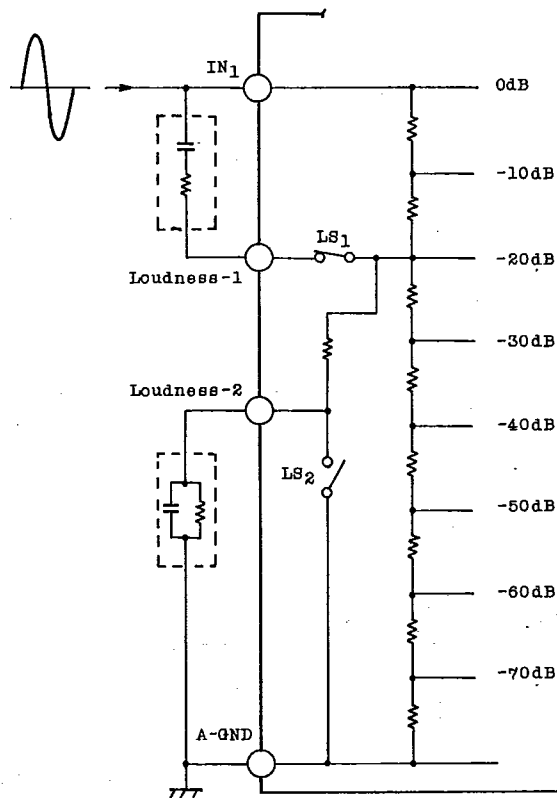 IN1
0dB
-10dB
LS1
Loudness-1
-20dB
-30dB
Loudness-2
-40dB
LS2
-50dB
-60dB
-70dB
A-GND